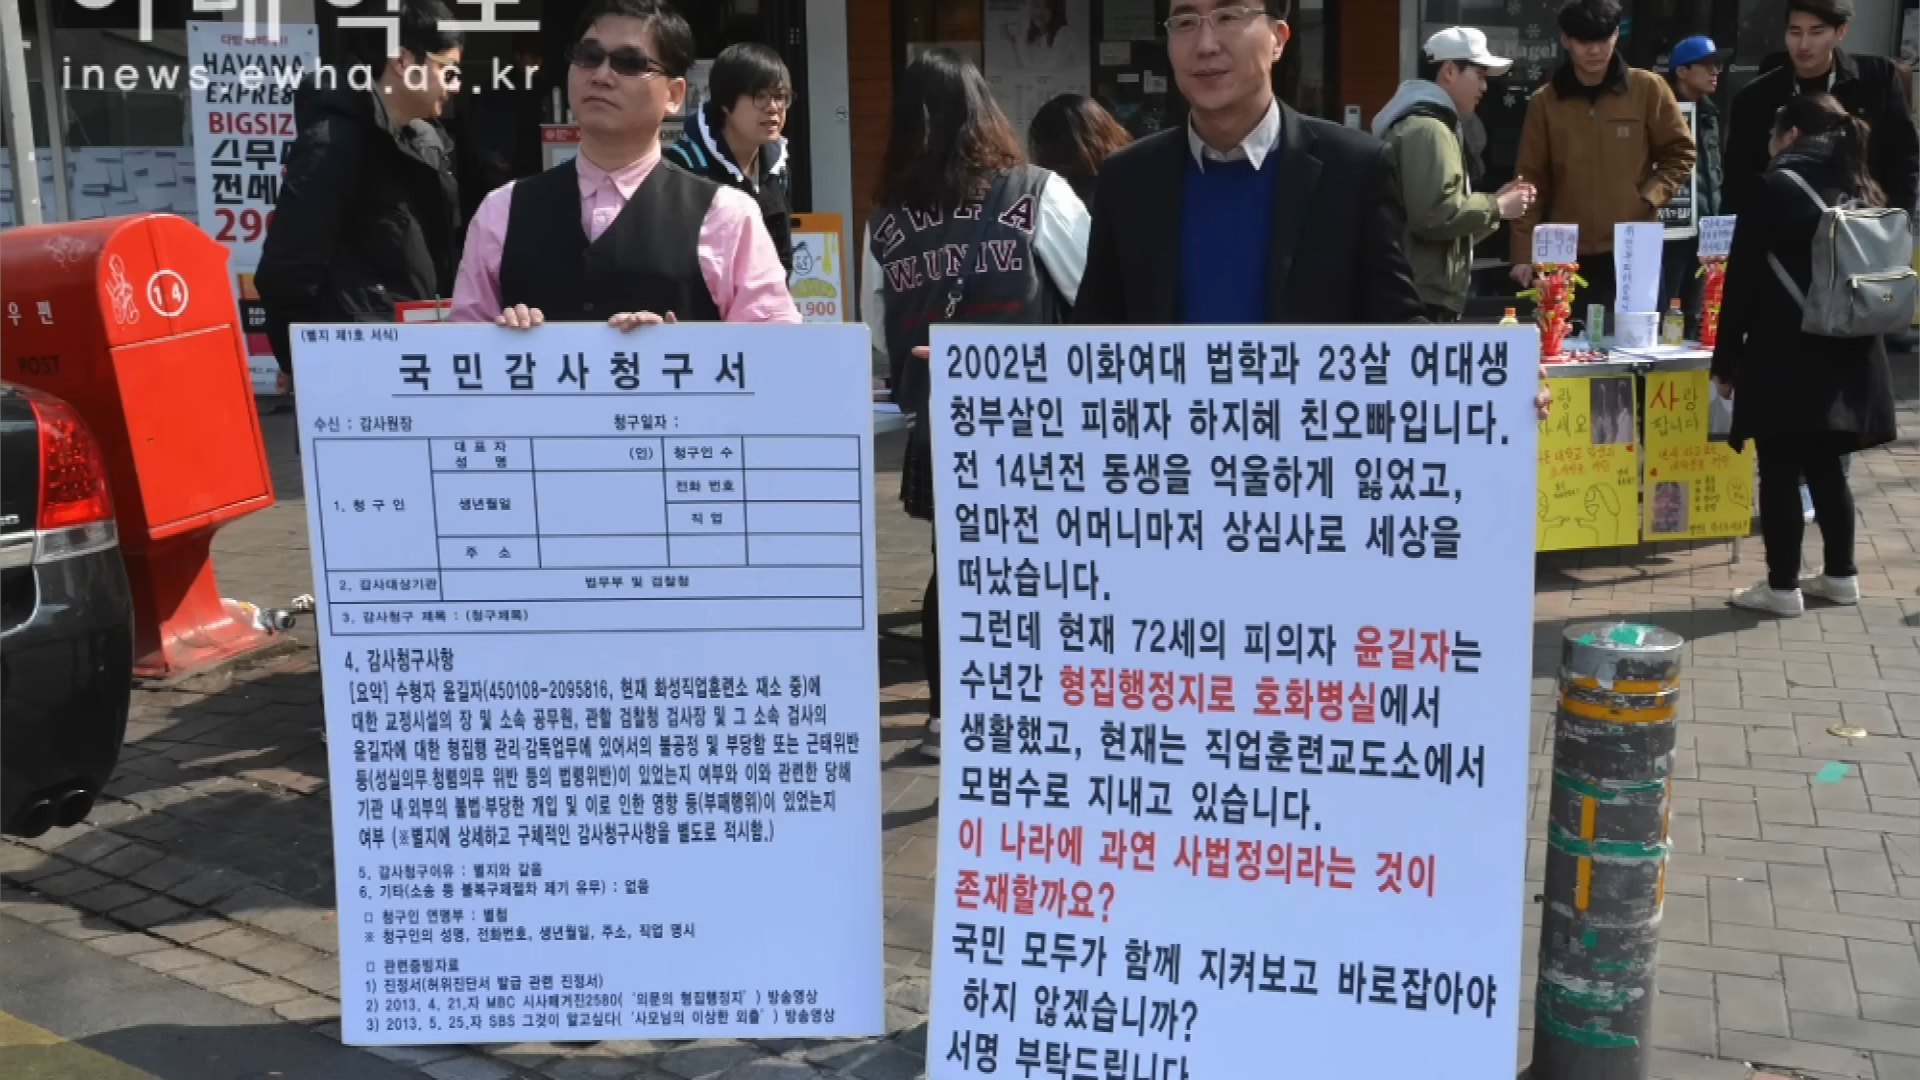 inews.ewha.ac.kr
HAVANA
EXPRES
BIGSIZ
우편
POST
14
EWHA
W.UNIV.
1,900
(별지 제1호 서식)
국민감사청구서
수신 : 감사원장 청구일자 :
1. 청 구 인
대 표 자
성 명
(인)
청구인 수
생년월일
전화 번호
직 업
주 소
2. 감사대상기관 법무부 및 검찰청
3. 감사청구 제목 : (청구제목)
4. 감사청구사항
[요약] 수형자 윤길자(450108-2095816, 현재 화성직업훈련소 재소 중)에
대한 교정시설의 장 및 소속 공무원, 관할 검찰청 검사장 및 그 소속 검사의
윤길자에 대한 형집행 관리·감독업무에 있어서의 불공정 및 부당함 또는 근태위반
등(성실의무·청렴의무 위반 등의 법령위반)이 있었는지 여부와 이와 관련한 당해
기관 내·외부의 불법·부당한 개입 및 이로 인한 영향 등(부패행위)이 있었는지
여부 (※별지에 상세하고 구체적인 감사청구사항을 별도로 적시함.)
5. 감사청구이유 : 별지와 같음
6. 기타(소송 등 불복구제절차 제기 유무) : 없음
□ 청구인 연명부 : 별첨
※ 청구인의 성명, 전화번호, 생년월일, 주소, 직업 명시
□ 관련증빙자료
1) 진정서(허위진단서 발급 관련 진정서)
2) 2013. 4. 21.자 MBC 시사매거진2580( '의문의 형집행정지' ) 방송영상
3) 2013. 5. 25.자 SBS 그것이 알고싶다( '사모님의 이상한 외출' ) 방송영상
2002년 이화여대 법학과 23살 여대생
청부살인 피해자 하지혜 친오빠입니다.
전 14년전 동생을 억울하게 잃었고,
얼마전 어머니마저 상심사로 세상을
떠났습니다.
그런데 현재 72세의 피의자 윤길자는
수년간 형집행정지로 호화병실에서
생활했고, 현재는 직업훈련교도소에서
모범수로 지내고 있습니다.
이 나라에 과연 사법정의라는 것이
존재할까요?
국민 모두가 함께 지켜보고 바로잡아야
하지 않겠습니까?
서명 부탁드립니다